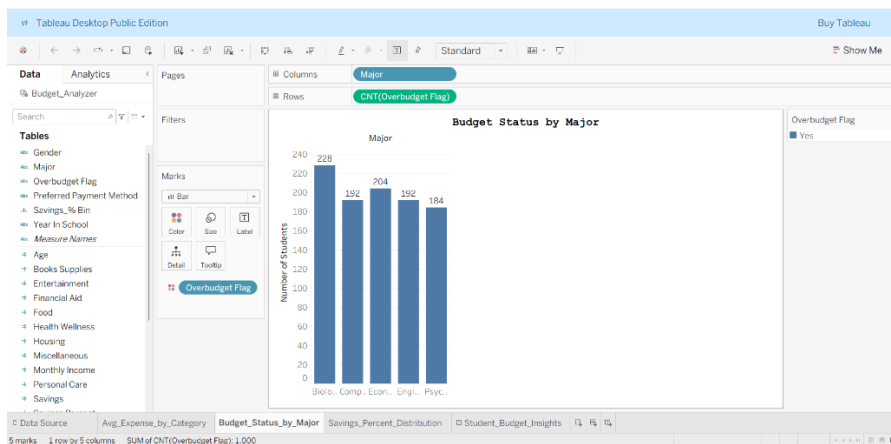 Tableau Desktop Public Edition
Buy Tableau
Standard
Show Me
Data
Analytics
Pages
Columns
Major
Budget_Analyzer
Rows
CNT(Overbudget Flag)
Search
Filters
Tables
Abc Gender
Abc Major
Abc Overbudget Flag
Abc Preferred Payment Method
Savings_% Bin
Abc Year In School
Abc Measure Names
Age
Books Supplies
Entertainment
Financial Aid
Food
Health Wellness
Housing
Miscellaneous
Monthly Income
Personal Care
Savings
Marks
Bar
Color
Size
Label
Detail
Tooltip
Overbudget Flag
Budget Status by Major
Major
Number of Students
240
220
200
180
160
140
120
100
80
60
40
20
0
228
192
204
192
184
Biolo..
Comp..
Econ..
Engi..
Psyc..
Overbudget Flag
Yes
Data Source
Avg_Expense_by_Category
Budget_Status_by_Major
Savings_Percent_Distribution
Student_Budget_Insights
5 marks
1 row by 5 columns
SUM of CNT(Overbudget Flag): 1,000